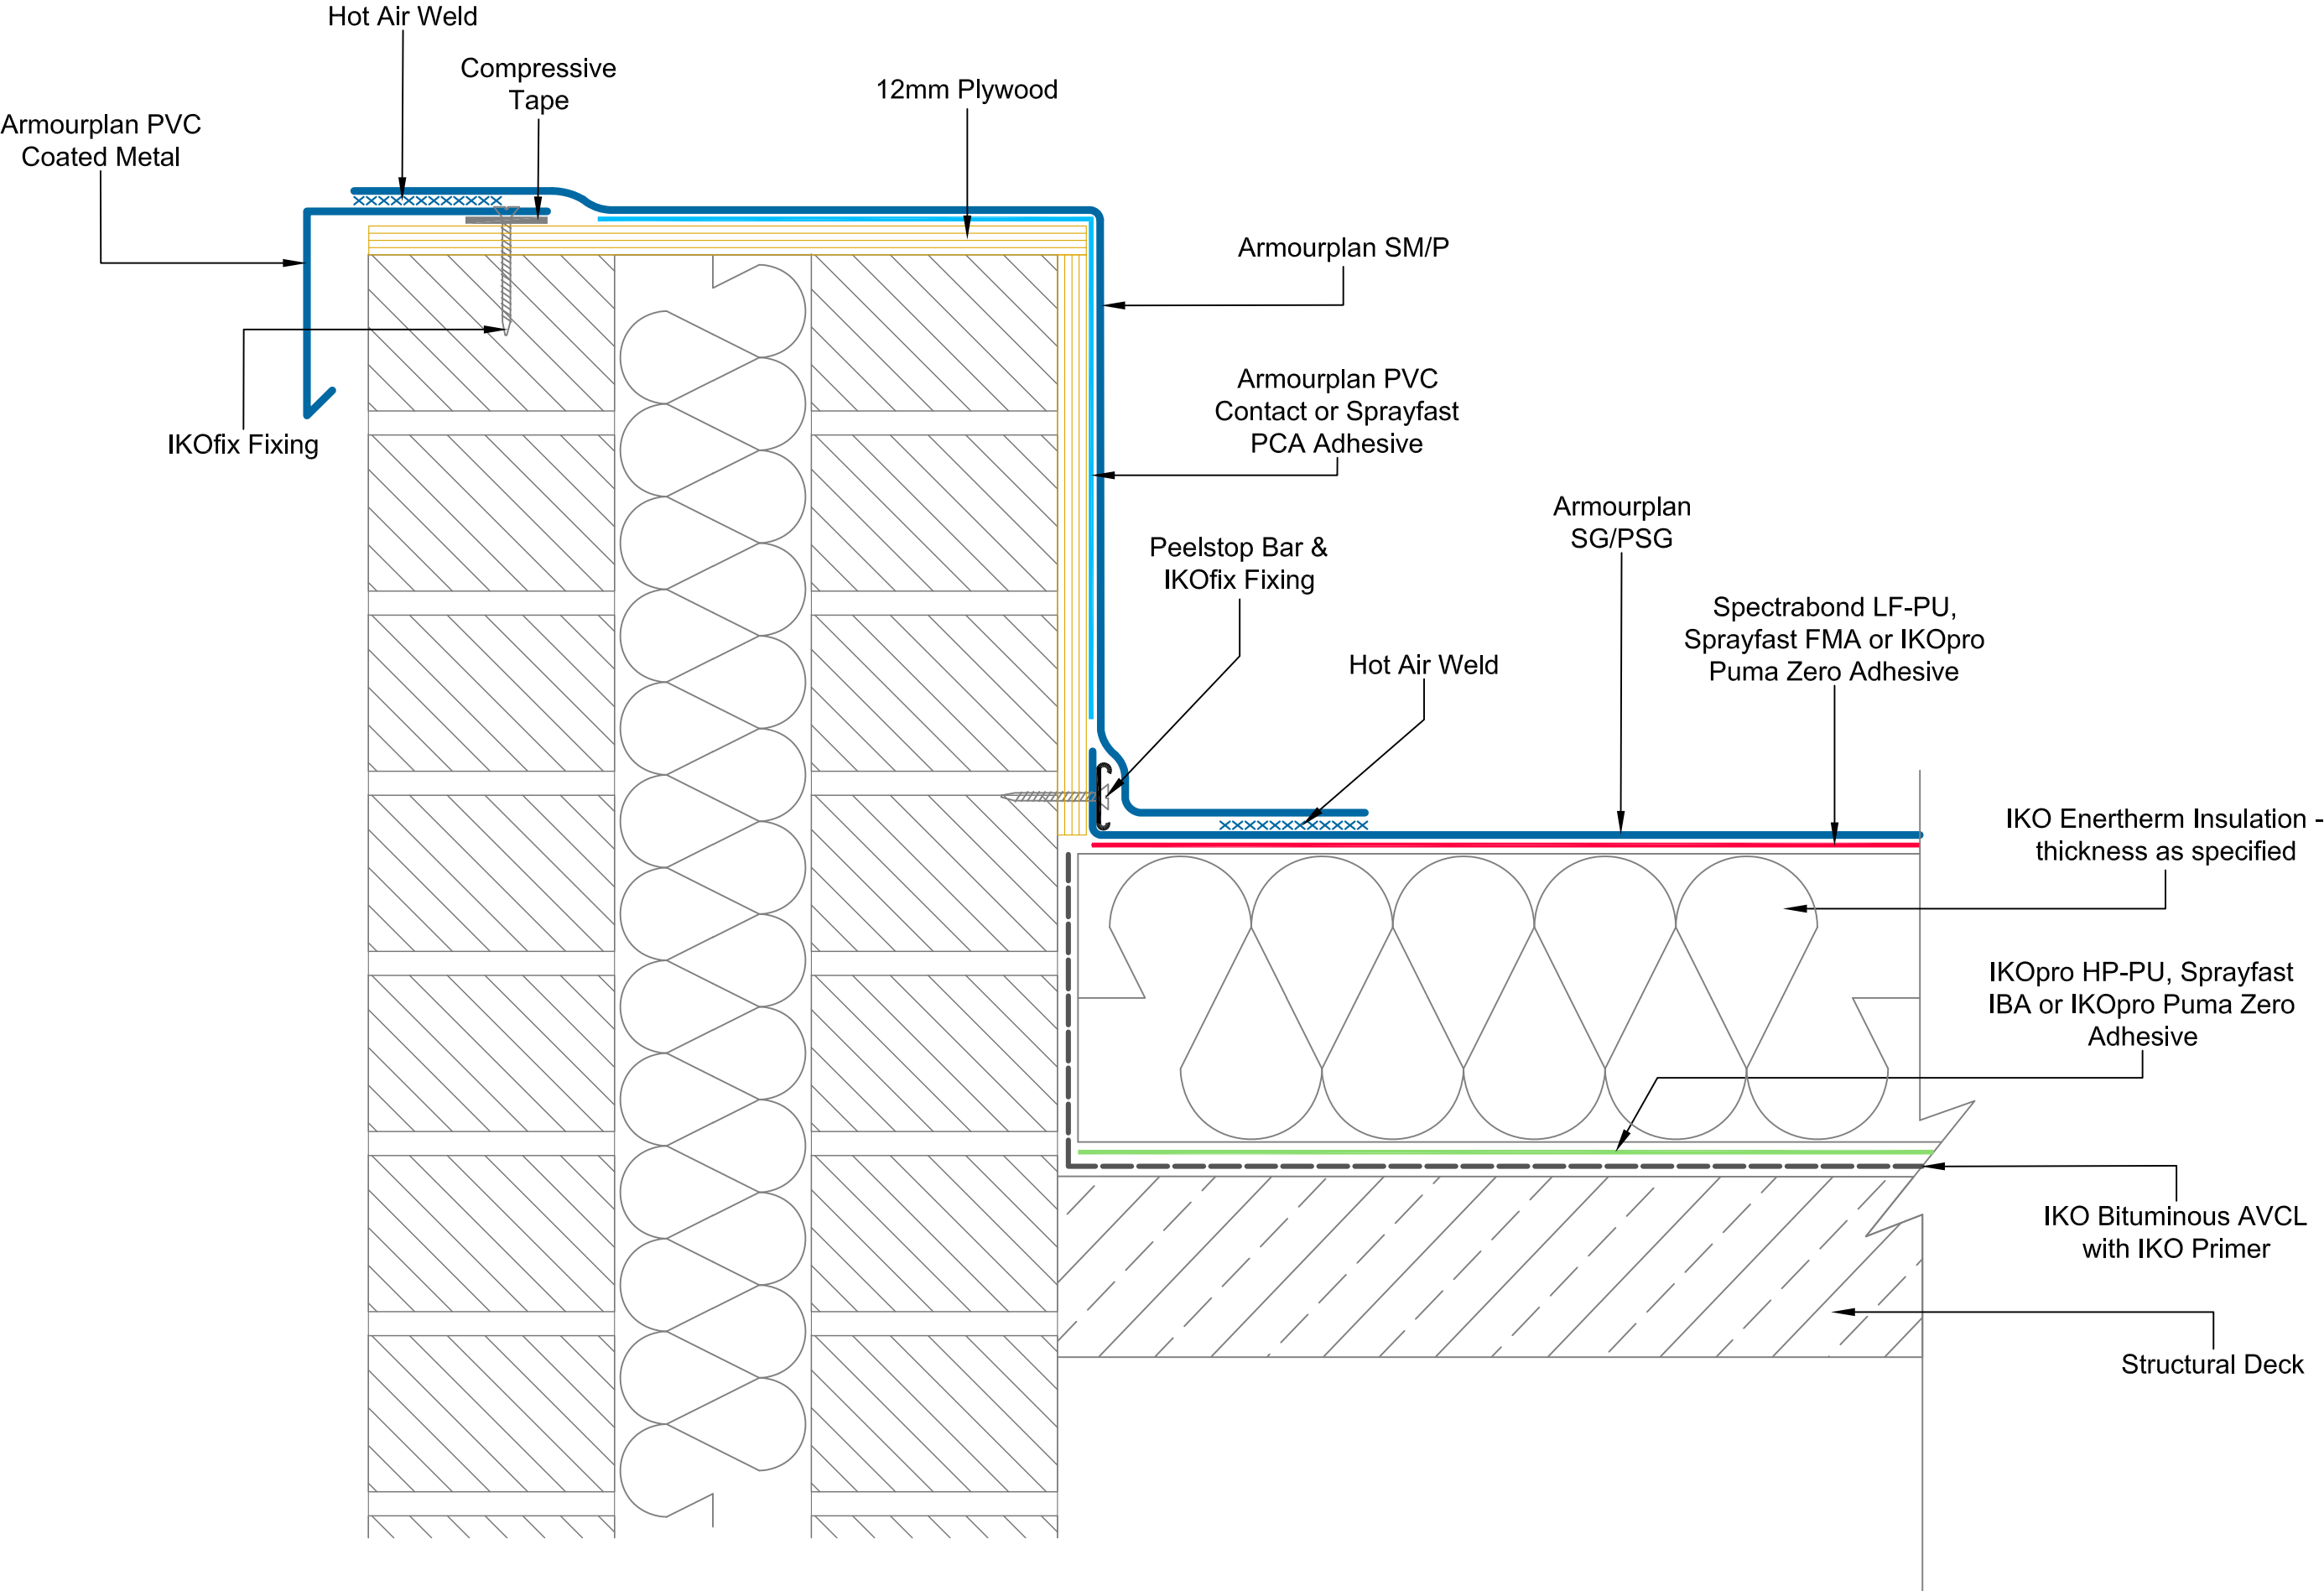 Hot Air Weld
Compressive
Tape
12mm Plywood
Armourplan PVC
Coated Metal
Armourplan SM/P
Armourplan PVC
Contact or Sprayfast
PCA Adhesive
IKOfix Fixing
Armourplan
SG/PSG
Peelstop Bar &
IKOfix Fixing
Spectrabond LF-PU,
Sprayfast FMA or IKOpro
Puma Zero Adhesive
Hot Air Weld
IKO Enertherm Insulation -
thickness as specified
IKOpro HP-PU, Sprayfast
IBA or IKOpro Puma Zero
Adhesive
IKO Bituminous AVCL
with IKO Primer
Structural Deck